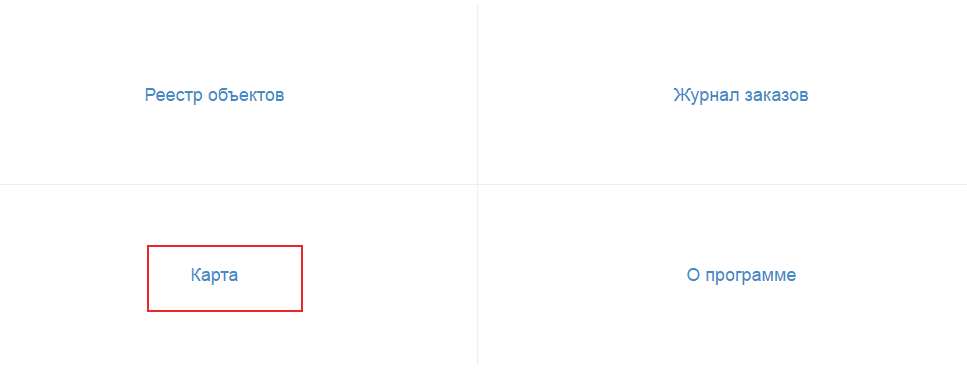 Реестр объектов
Журнал заказов
Карта
О программе